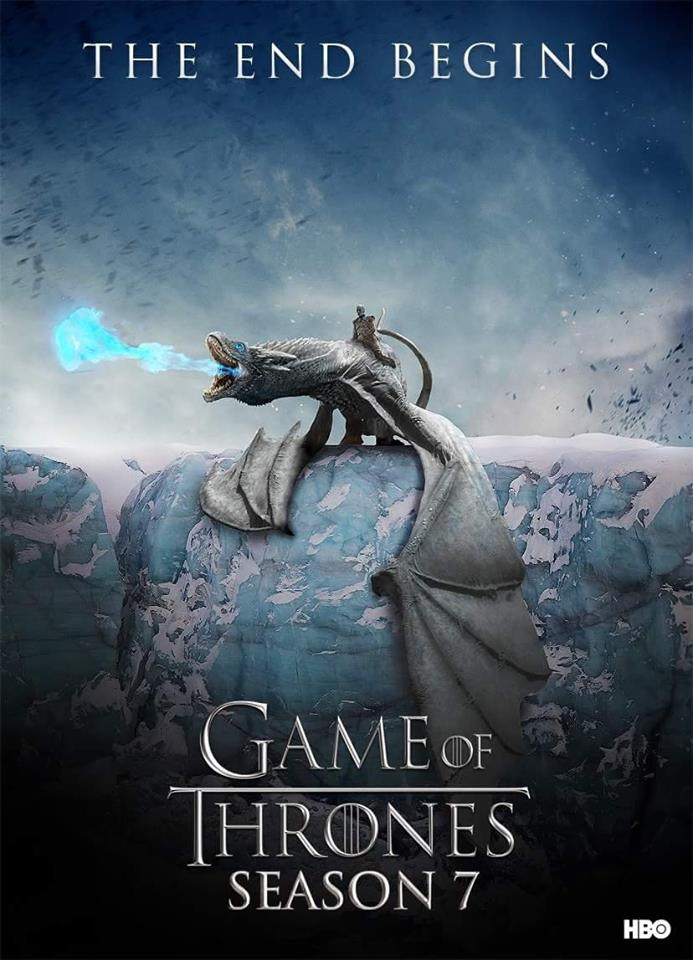 THE END BEGINS
GAME OF
THRONES
SEASON 7
HBO